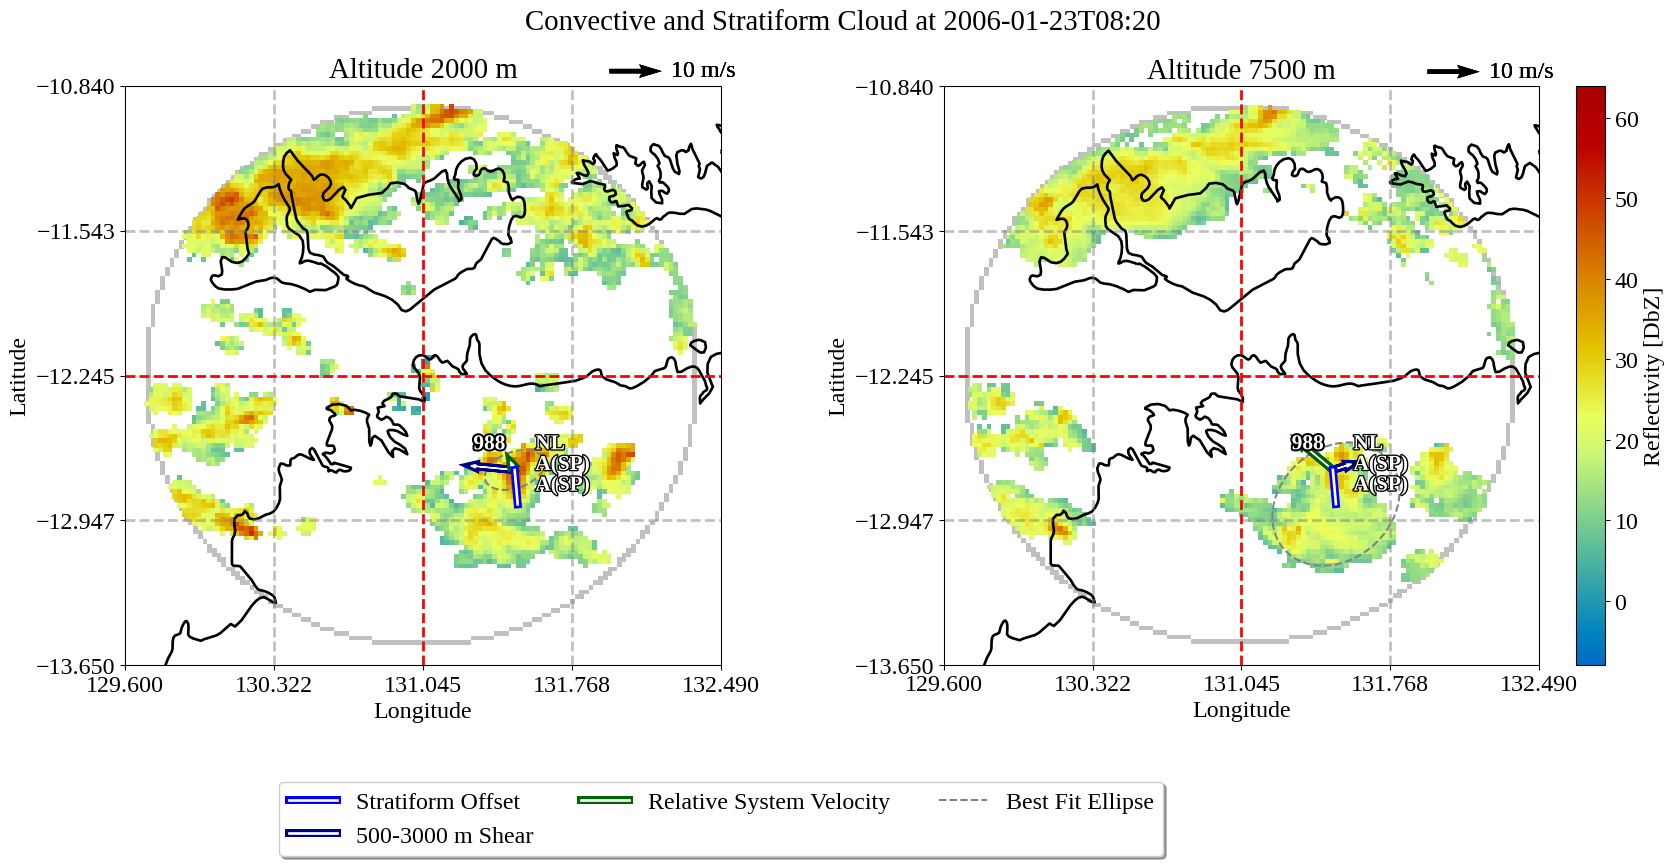 Convective and Stratiform Cloud at 2006-01-23T08:20
Altitude 2000 m
10 m/s
Altitude 7500 m
10 m/s
−10.840
−11.543
−12.245
−12.947
−13.650
Latitude
129.600 130.322 131.045 131.768 132.490
Longitude
988
NL
A(SP)
A(SP)
−10.840
−11.543
−12.245
−12.947
−13.650
Latitude
129.600 130.322 131.045 131.768 132.490
Longitude
988
NL
A(SP)
A(SP)
60
50
40
30
20
10
0
Reflectivity [DbZ]
Stratiform Offset
500-3000 m Shear
Relative System Velocity
Best Fit Ellipse